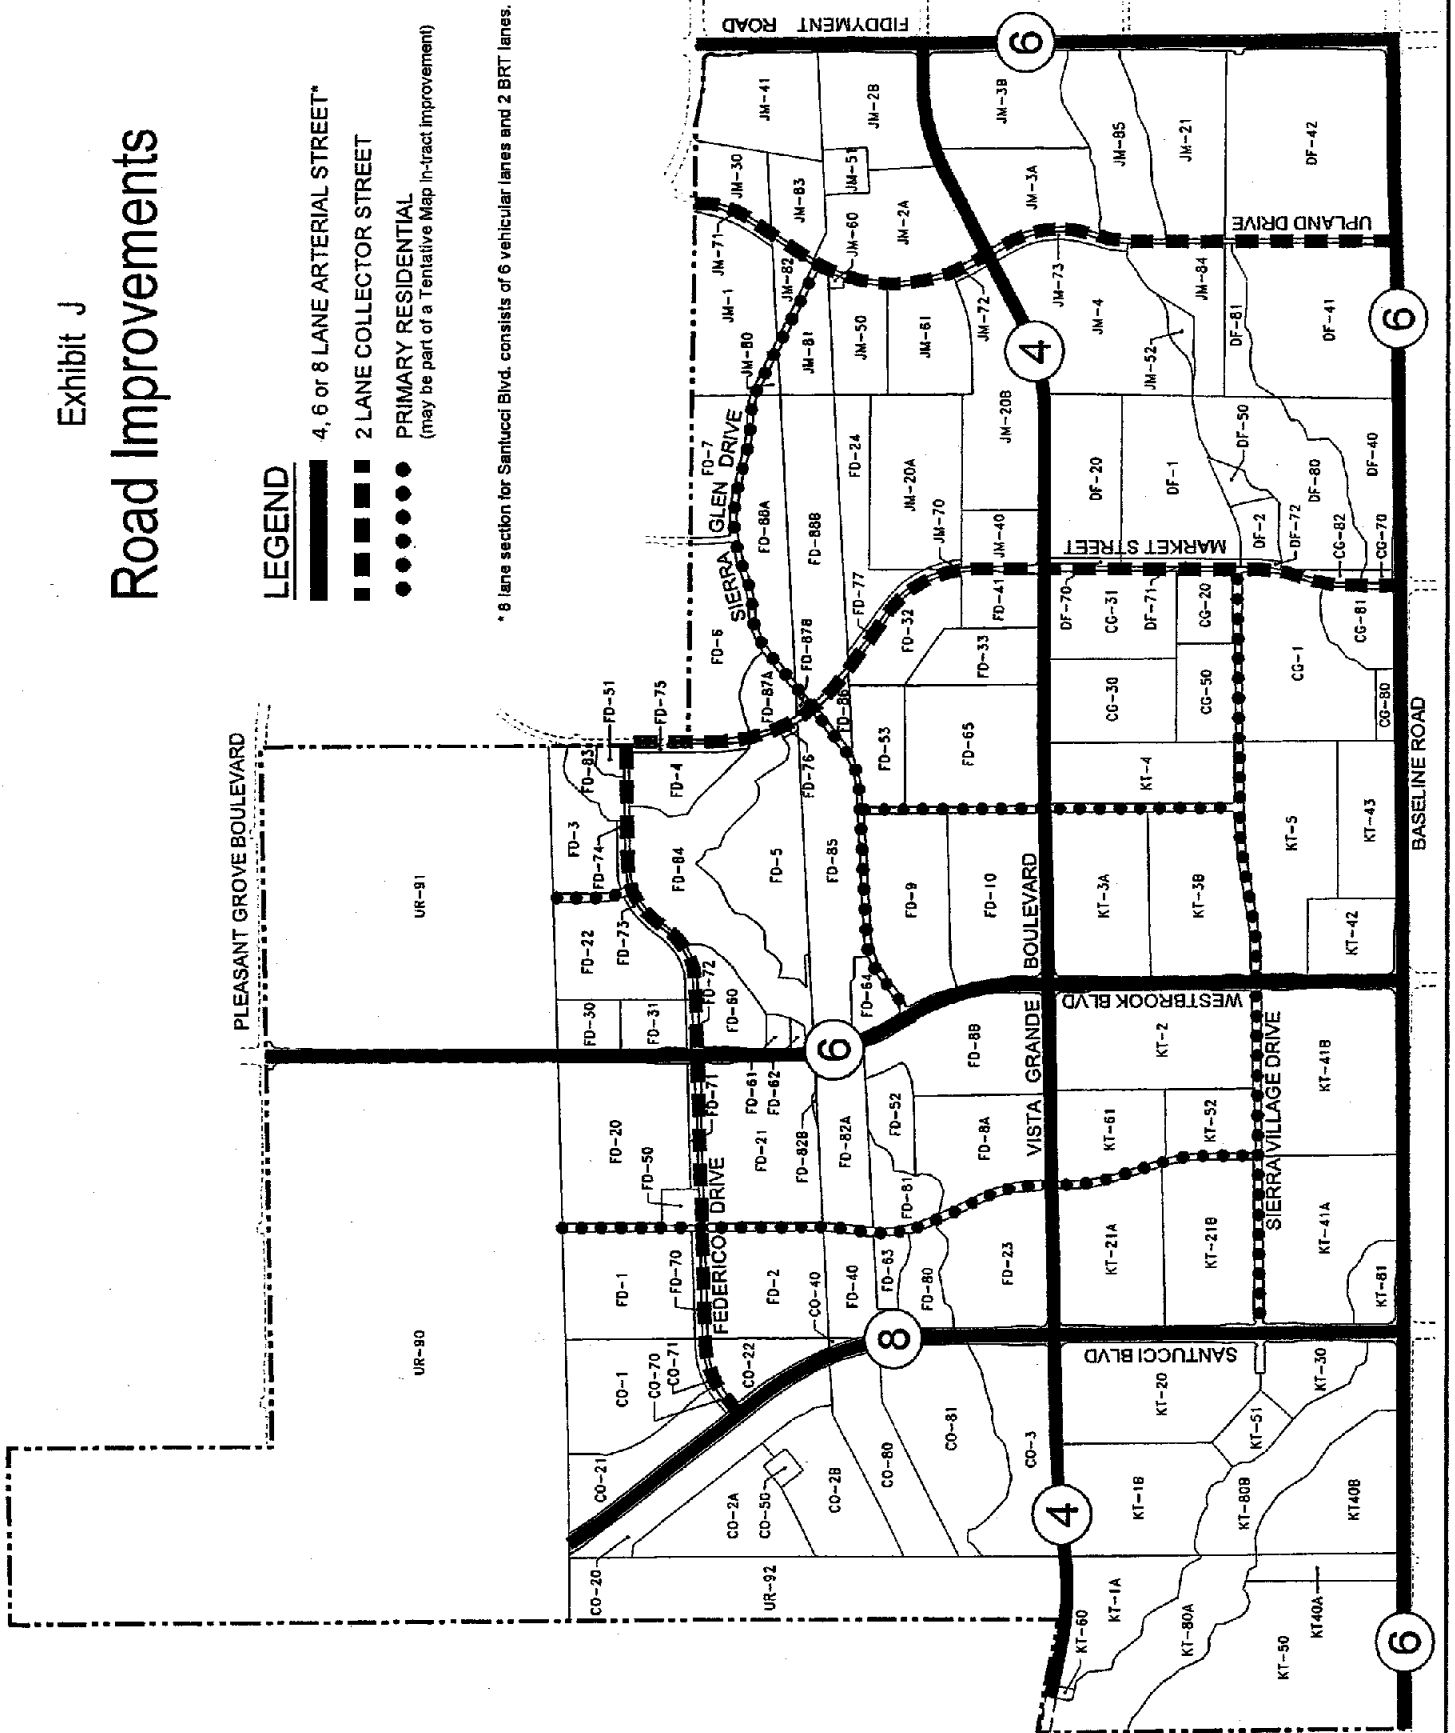 Exhibit J
Road Improvements
LEGEND
4, 6 or 8 LANE ARTERIAL STREET*
2 LANE COLLECTOR STREET
PRIMARY RESIDENTIAL
(may be part of a Tentative Map in-tract improvement)
*8 lane section for Santucci Blvd. consists of 6 vehicular lanes and 2 BRT lanes.
PLEASANT GROVE BOULEVARD
UR-90
UR-91
UR-92
FIDDYMENT ROAD
BASELINE ROAD
VISTA GRANDE BOULEVARD
WESTBROOK BLVD
SANTUCCI BLVD
SIERRA VILLAGE DRIVE
FEDERICO DRIVE
SIERRA GLEN DRIVE
MARKET STREET
UPLAND DRIVE
6
6
6
6
4
4
8
CO-20
CO-21
CO-1
CO-70
CO-71
CO-22
CO-2A
CO-50
CO-2B
CO-80
CO-81
CO-3
CO-40
FD-1
FD-70
FD-2
FD-40
FD-63
FD-80
FD-23
FD-20
FD-50
FD-71
FD-21
FD-61
FD-62
FD-82B
FD-82A
FD-81
FD-52
FD-8A
FD-8B
FD-30
FD-31
FD-72
FD-60
FD-64
FD-22
FD-73
FD-3
FD-74
FD-83
FD-51
FD-75
FD-4
FD-84
FD-5
FD-85
FD-9
FD-10
FD-76
FD-53
FD-65
FD-86
FD-87A
FD-87B
FD-77
FD-6
FD-7
FD-88A
FD-88B
FD-24
FD-32
FD-33
FD-41
JM-1
JM-71
JM-30
JM-41
JM-80
JM-81
JM-82
JM-83
JM-51
JM-2B
JM-60
JM-2A
JM-50
JM-61
JM-72
JM-3A
JM-3B
JM-20A
JM-20B
JM-70
JM-40
JM-73
JM-4
JM-85
JM-21
JM-84
JM-52
DF-42
DF-41
DF-81
DF-20
DF-1
DF-50
DF-2
DF-72
DF-80
DF-40
DF-70
DF-71
CG-31
CG-30
CG-20
CG-50
CG-1
CG-82
CG-70
CG-81
CG-80
KT-4
KT-5
KT-43
KT-42
KT-3A
KT-3B
KT-2
KT-61
KT-52
KT-41B
KT-41A
KT-21A
KT-21B
KT-81
KT-20
KT-51
KT-30
KT-1B
KT-80B
KT40B
KT-1A
KT-60
KT-80A
KT-50
KT40A